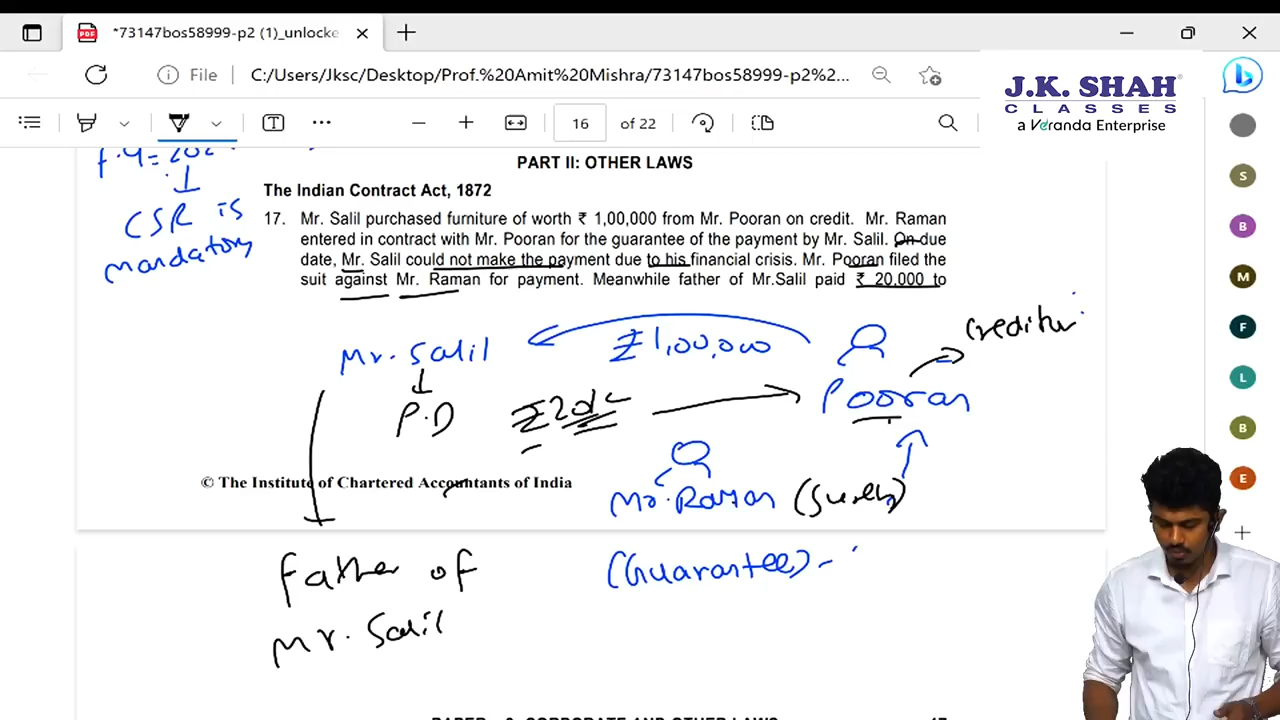 *73147bos58999-p2 (1)_unlocke
File
C:/Users/Jksc/Desktop/Prof.%20Amit%20Mishra/73147bos58999-p2%2...
J.K. SHAH
CLASSES
a Veranda Enterprise
16 of 22
S
B
M
F
L
B
E
f.y = 202
CSR is
mandatory
PART II: OTHER LAWS
The Indian Contract Act, 1872
17. Mr. Salil purchased furniture of worth ₹ 1,00,000 from Mr. Pooran on credit. Mr. Raman
entered in contract with Mr. Pooran for the guarantee of the payment by Mr. Salil. On due
date, Mr. Salil could not make the payment due to his financial crisis. Mr. Pooran filed the
suit against Mr. Raman for payment. Meanwhile father of Mr.Salil paid ₹ 20,000 to
Mr. Salil
₹1,00,000
Creditor
P.D
Pooran
© The Institute of Chartered Accountants of India
Mr. Raman (Surety)
Father of
Mr. Salil
(Guarantee) -
PAPER – 2: CORPORATE AND OTHER LAWS 17